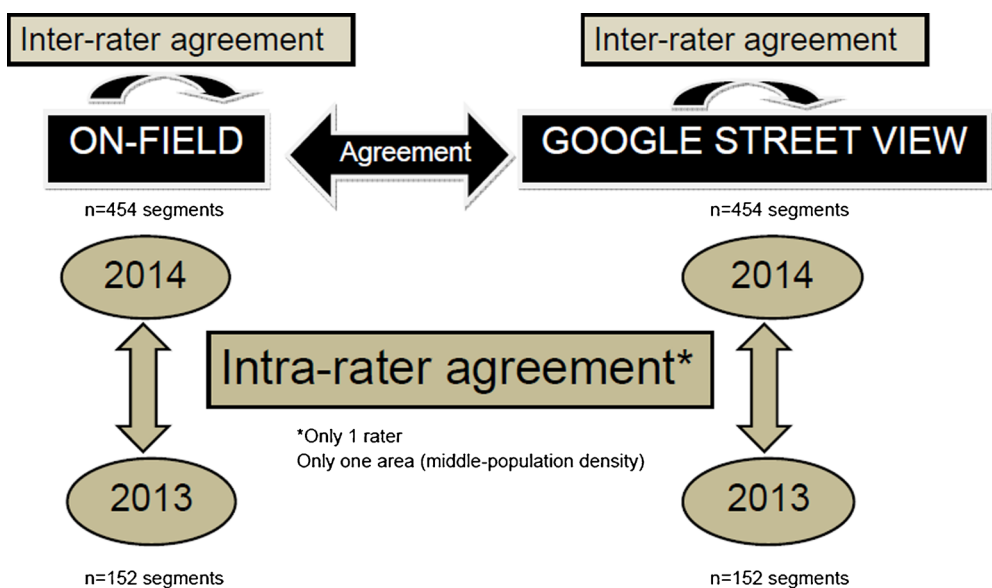 Inter-rater agreement
Inter-rater agreement
ON-FIELD
Agreement
GOOGLE STREET VIEW
n=454 segments
n=454 segments
2014
2014
Intra-rater agreement*
*Only 1 rater
Only one area (middle-population density)
2013
2013
n=152 segments
n=152 segments